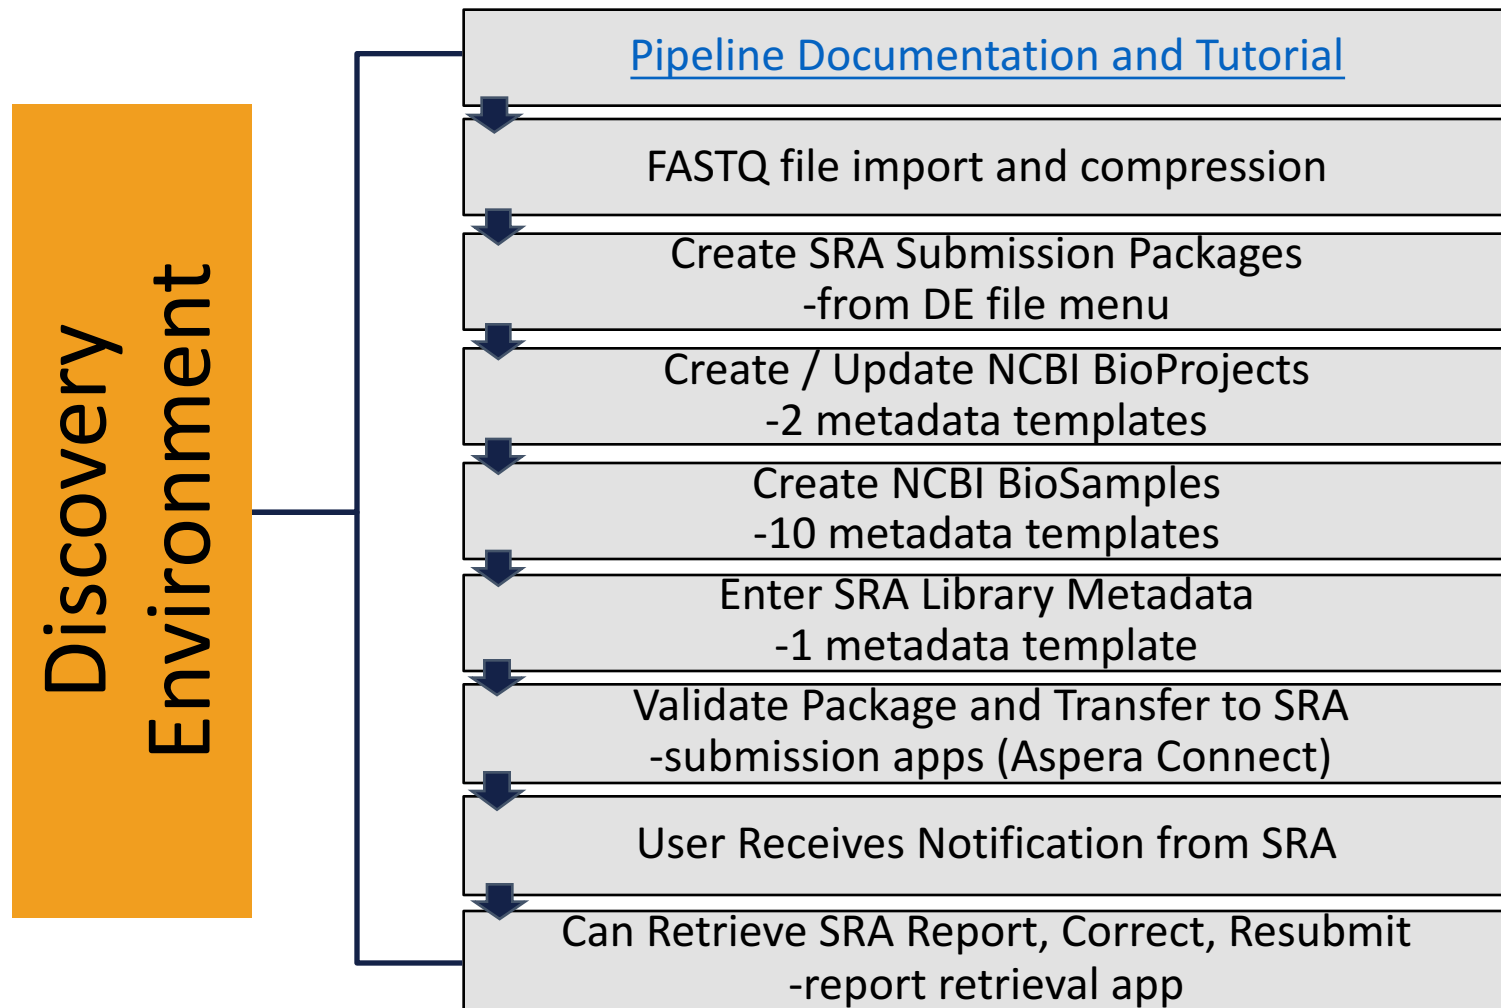 Discovery
Environment
Pipeline Documentation and Tutorial
FASTQ file import and compression
Create SRA Submission Packages
-from DE file menu
Create / Update NCBI BioProjects
-2 metadata templates
Create NCBI BioSamples
-10 metadata templates
Enter SRA Library Metadata
-1 metadata template
Validate Package and Transfer to SRA
-submission apps (Aspera Connect)
User Receives Notification from SRA
Can Retrieve SRA Report, Correct, Resubmit
-report retrieval app